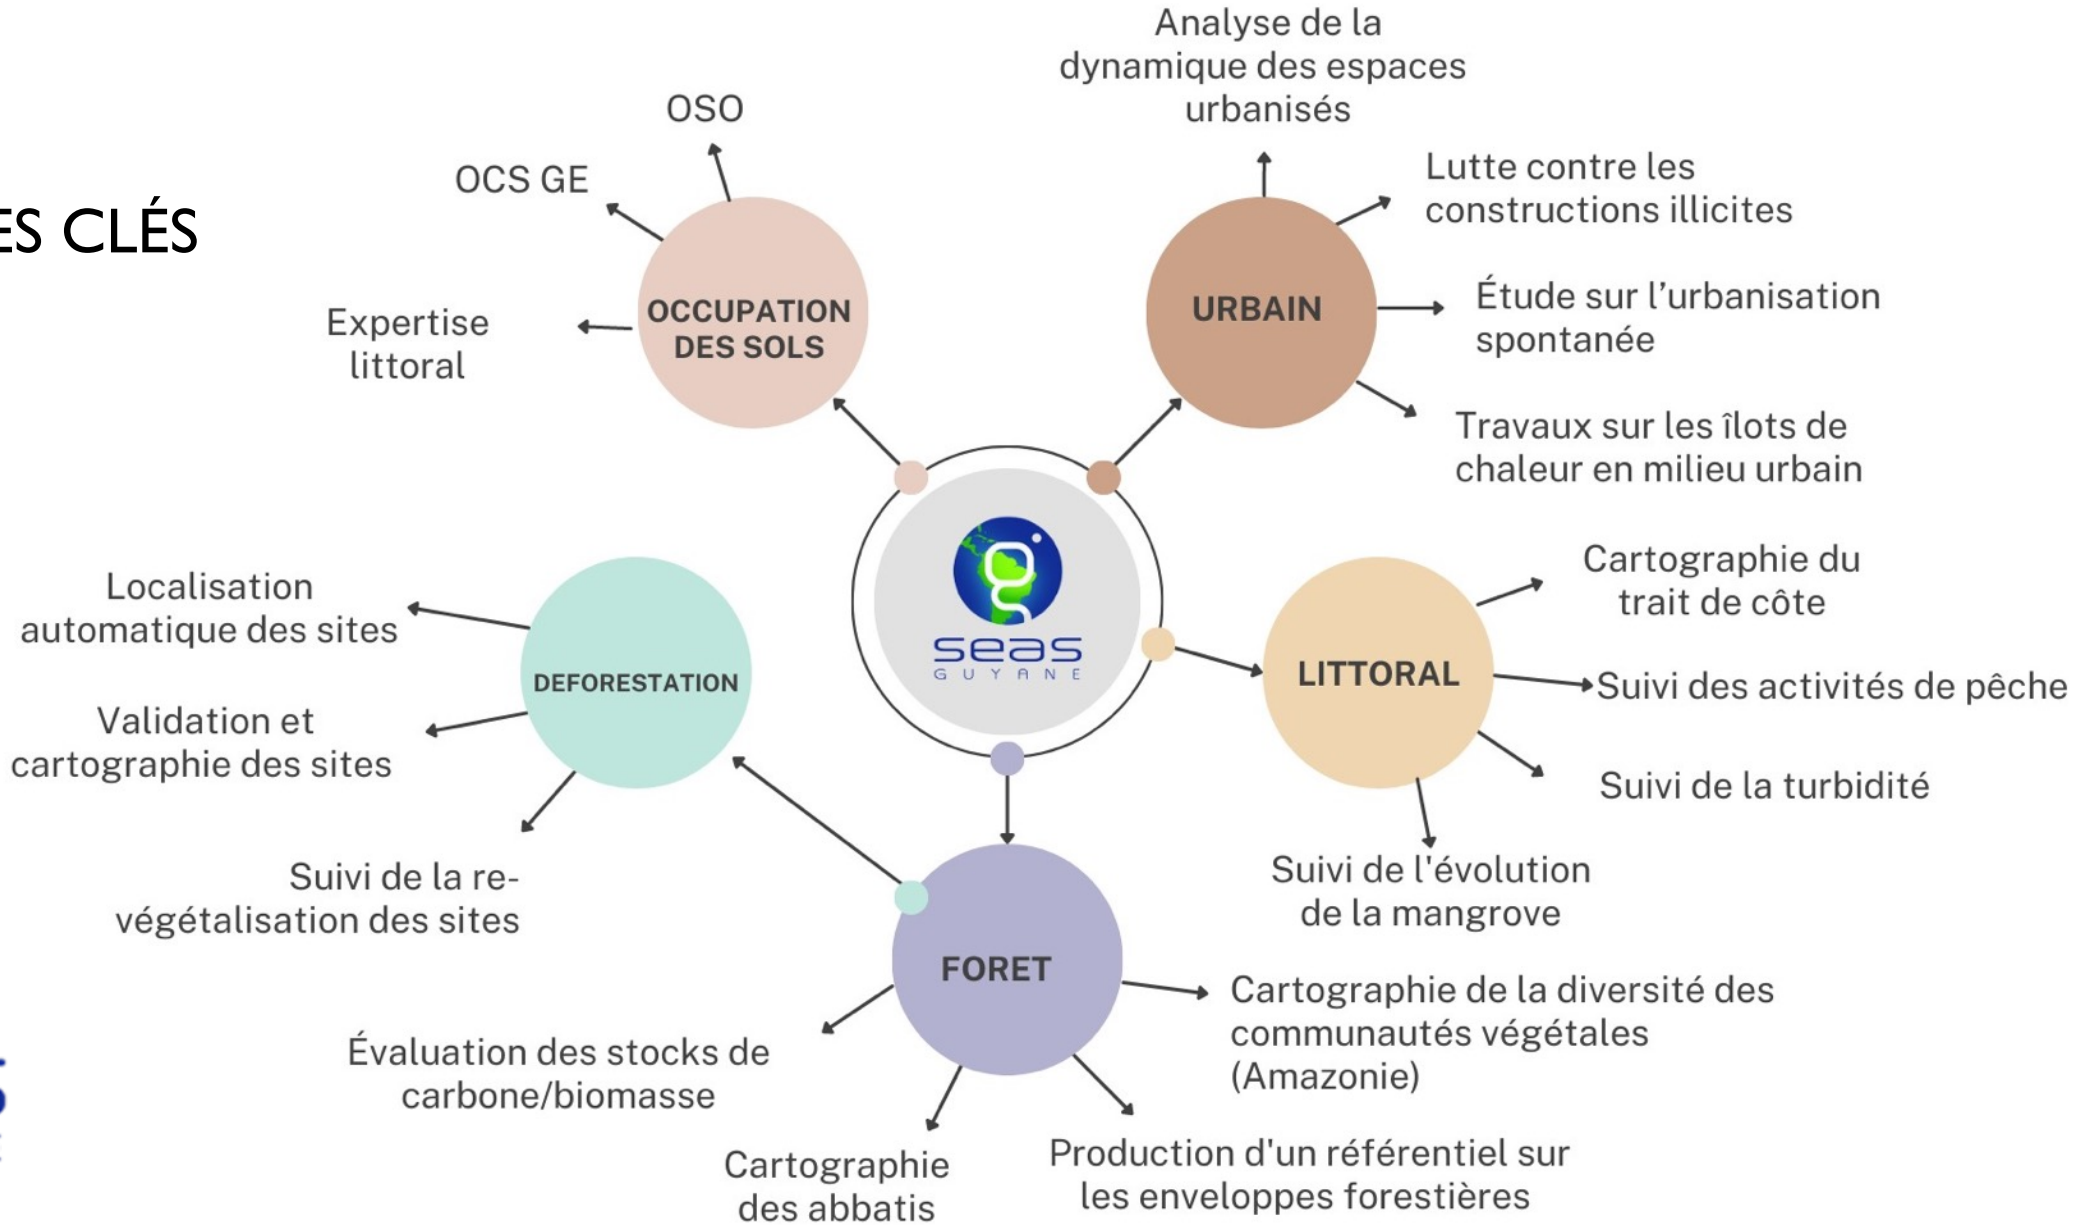 ES CLÉS
OSO
OCS GE
Expertise
littoral
OCCUPATION
DES SOLS
Analyse de la
dynamique des espaces
urbanisés
Lutte contre les
constructions illicites
Étude sur l’urbanisation
spontanée
Travaux sur les îlots de
chaleur en milieu urbain
URBAIN
seas
GUYANE
Localisation
automatique des sites
Validation et
cartographie des sites
Suivi de la re-
végétalisation des sites
DEFORESTATION
LITTORAL
Cartographie du
trait de côte
Suivi des activités de pêche
Suivi de la turbidité
Suivi de l'évolution
de la mangrove
FORET
Évaluation des stocks de
carbone/biomasse
Cartographie
des abbatis
Production d'un référentiel sur
les enveloppes forestières
Cartographie de la diversité des
communautés végétales
(Amazonie)